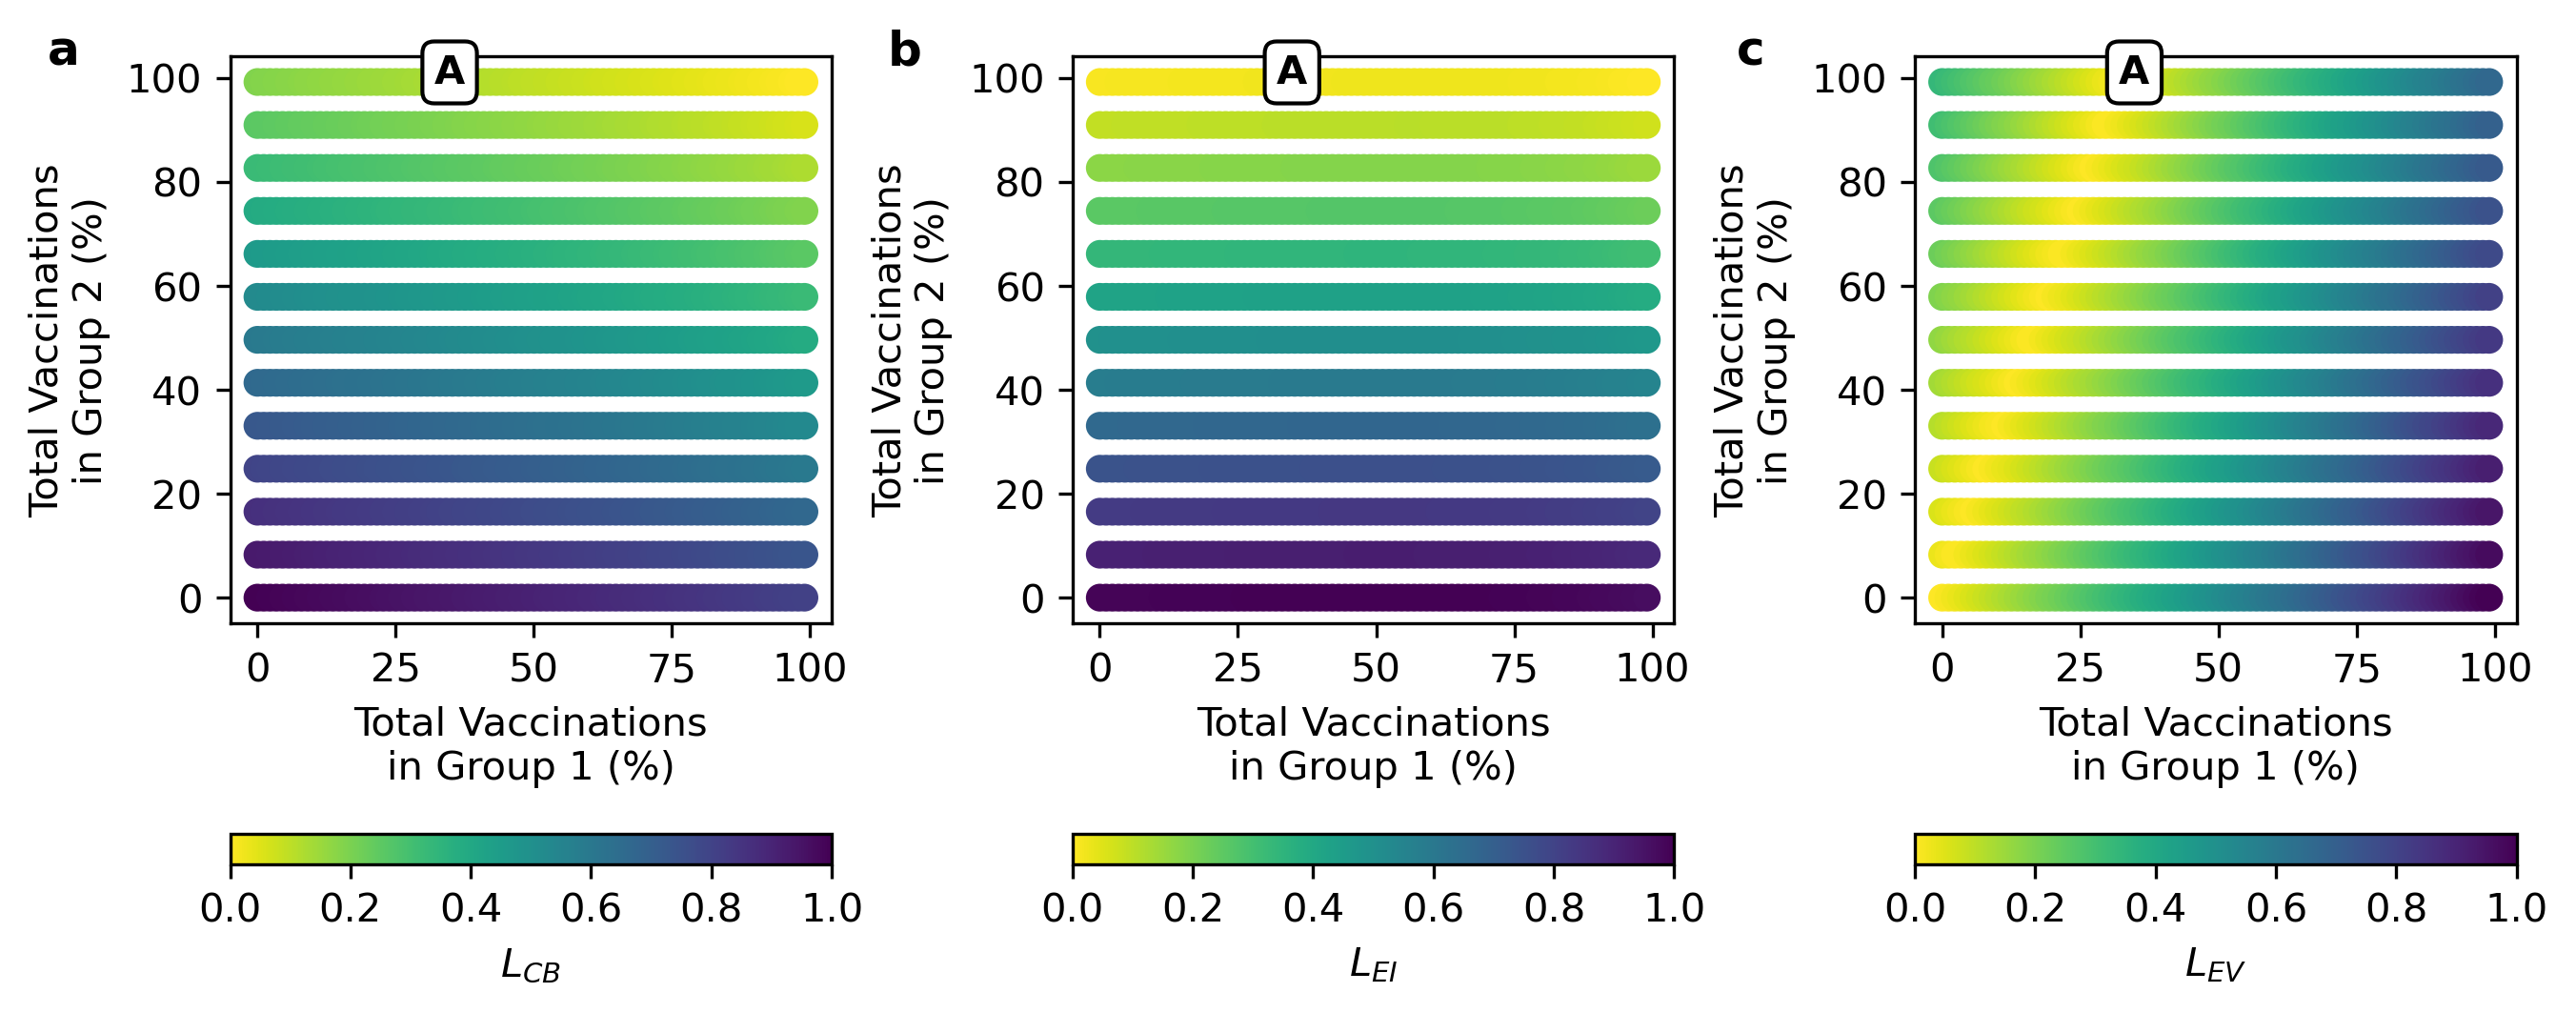 a
A
100
80
60
40
20
0
Total Vaccinations
in Group 2 (%)
0 25 50 75 100
Total Vaccinations
in Group 1 (%)
0.0 0.2 0.4 0.6 0.8 1.0
L_CB
b
A
100
80
60
40
20
0
Total Vaccinations
in Group 2 (%)
0 25 50 75 100
Total Vaccinations
in Group 1 (%)
0.0 0.2 0.4 0.6 0.8 1.0
L_EI
c
A
100
80
60
40
20
0
Total Vaccinations
in Group 2 (%)
0 25 50 75 100
Total Vaccinations
in Group 1 (%)
0.0 0.2 0.4 0.6 0.8 1.0
L_EV